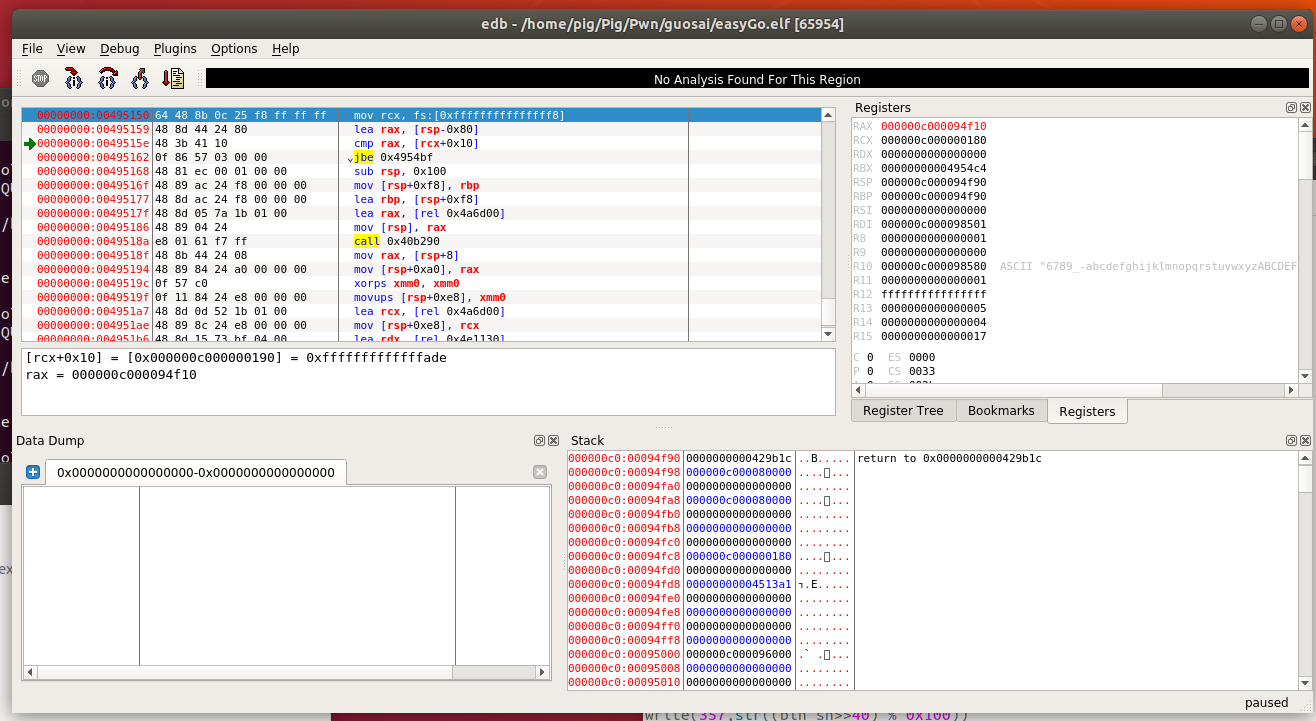 edb - /home/pig/Pig/Pwn/guosai/easyGo.elf [65954]
File View Debug Plugins Options Help
STOP
No Analysis Found For This Region
00000000:00495150 64 48 8b 0c 25 f8 ff ff ff mov rcx, fs:[0xfffffffffffffff8]
00000000:00495159 48 8d 44 24 80 lea rax, [rsp-0x80]
00000000:0049515e 48 3b 41 10 cmp rax, [rcx+0x10]
00000000:00495162 0f 86 57 03 00 00 jbe 0x4954bf
00000000:00495168 48 81 ec 00 01 00 00 sub rsp, 0x100
00000000:0049516f 48 89 ac 24 f8 00 00 00 mov [rsp+0xf8], rbp
00000000:00495177 48 8d ac 24 f8 00 00 00 lea rbp, [rsp+0xf8]
00000000:0049517f 48 8d 05 7a 1b 01 00 lea rax, [rel 0x4a6d00]
00000000:00495186 48 89 04 24 mov [rsp], rax
00000000:0049518a e8 01 61 f7 ff call 0x40b290
00000000:0049518f 48 8b 44 24 08 mov rax, [rsp+8]
00000000:00495194 48 89 84 24 a0 00 00 00 mov [rsp+0xa0], rax
00000000:0049519c 0f 57 c0 xorps xmm0, xmm0
00000000:0049519f 0f 11 84 24 e8 00 00 00 movups [rsp+0xe8], xmm0
00000000:004951a7 48 8d 0d 52 1b 01 00 lea rcx, [rel 0x4a6d00]
00000000:004951ae 48 89 8c 24 e8 00 00 00 mov [rsp+0xe8], rcx
00000000:004951b6 48 8d 15 73 bf 04 00 lea rdx, [rel 0x4e1130]
[rcx+0x10] = [0x000000c000000190] = 0xfffffffffffffade
rax = 000000c000094f10
Registers
RAX 000000c000094f10
RCX 000000c000000180
RDX 0000000000000000
RBX 00000000004954c4
RSP 000000c000094f90
RBP 000000c000094f90
RSI 0000000000000000
RDI 000000c000098501
R8 0000000000000001
R9 0000000000000000
R10 000000c000098580 ASCII "6789_-abcdefghijklmnopqrstuvwxyzABCDEF
R11 0000000000000001
R12 ffffffffffffffff
R13 0000000000000005
R14 0000000000000004
R15 0000000000000017
C 0 ES 0000
P 0 CS 0033
Register Tree Bookmarks Registers
Data Dump
0x0000000000000000-0x0000000000000000
Stack
000000c0:00094f90 0000000000429b1c ..B..... return to 0x0000000000429b1c
000000c0:00094f98 000000c000080000
000000c0:00094fa0 0000000000000000 ........
000000c0:00094fa8 000000c000080000
000000c0:00094fb0 0000000000000000 ........
000000c0:00094fb8 0000000000000000 ........
000000c0:00094fc0 0000000000000000 ........
000000c0:00094fc8 000000c000000180
000000c0:00094fd0 0000000000000000 ........
000000c0:00094fd8 00000000004513a1 ┐.E.....
000000c0:00094fe0 0000000000000000 ........
000000c0:00094fe8 0000000000000000 ........
000000c0:00094ff0 0000000000000000 ........
000000c0:00094ff8 0000000000000000 ........
000000c0:00095000 000000c000096000
000000c0:00095008 0000000000000000 ........
000000c0:00095010 0000000000000000 ........
paused
write(357,str((bin_sh>>40) % 0x100))